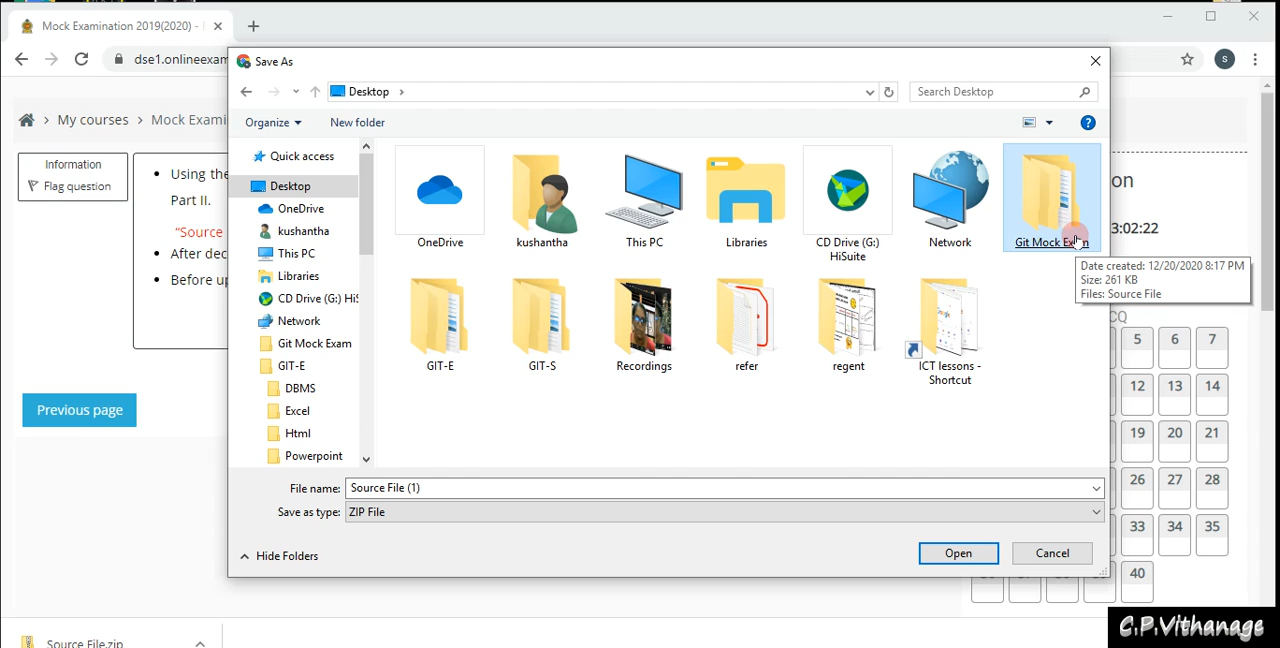 Mock Examination 2019(2020) -
dse1.onlineexam
S
My courses
Mock Exami
Information
Flag question
Using the
Part II.
"Source
After dec
Before up
Previous page
on
3:02:22
CQ
5 6 7
12 13 14
19 20 21
26 27 28
33 34 35
40
Save As
Desktop
Search Desktop
Organize
New folder
?
Quick access
Desktop
OneDrive
kushantha
This PC
Libraries
CD Drive (G:) HiS
Network
Git Mock Exam
GIT-E
DBMS
Excel
Html
Powerpoint
OneDrive
kushantha
This PC
Libraries
CD Drive (G:)
HiSuite
Network
Git Mock Exam
Date created: 12/20/2020 8:17 PM
Size: 261 KB
Files: Source File
GIT-E
GIT-S
Recordings
refer
regent
ICT lessons -
Shortcut
File name:
Source File (1)
Save as type:
ZIP File
Hide Folders
Open
Cancel
Source File.zip
C.P.Vithanage